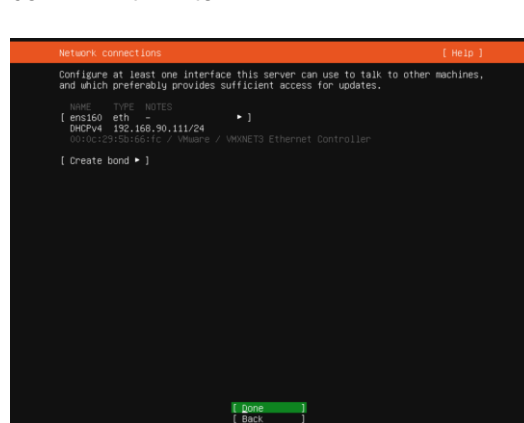 Network connections [ Help ]
Configure at least one interface this server can use to talk to other machines,
and which preferably provides sufficient access for updates.
NAME TYPE NOTES
[ ens160 eth - ▸ ]
DHCPv4 192.168.90.111/24
00:0c:29:5b:66:fc / VMware / VMXNET3 Ethernet Controller
[ Create bond ▸ ]
[ Done ]
[ Back ]